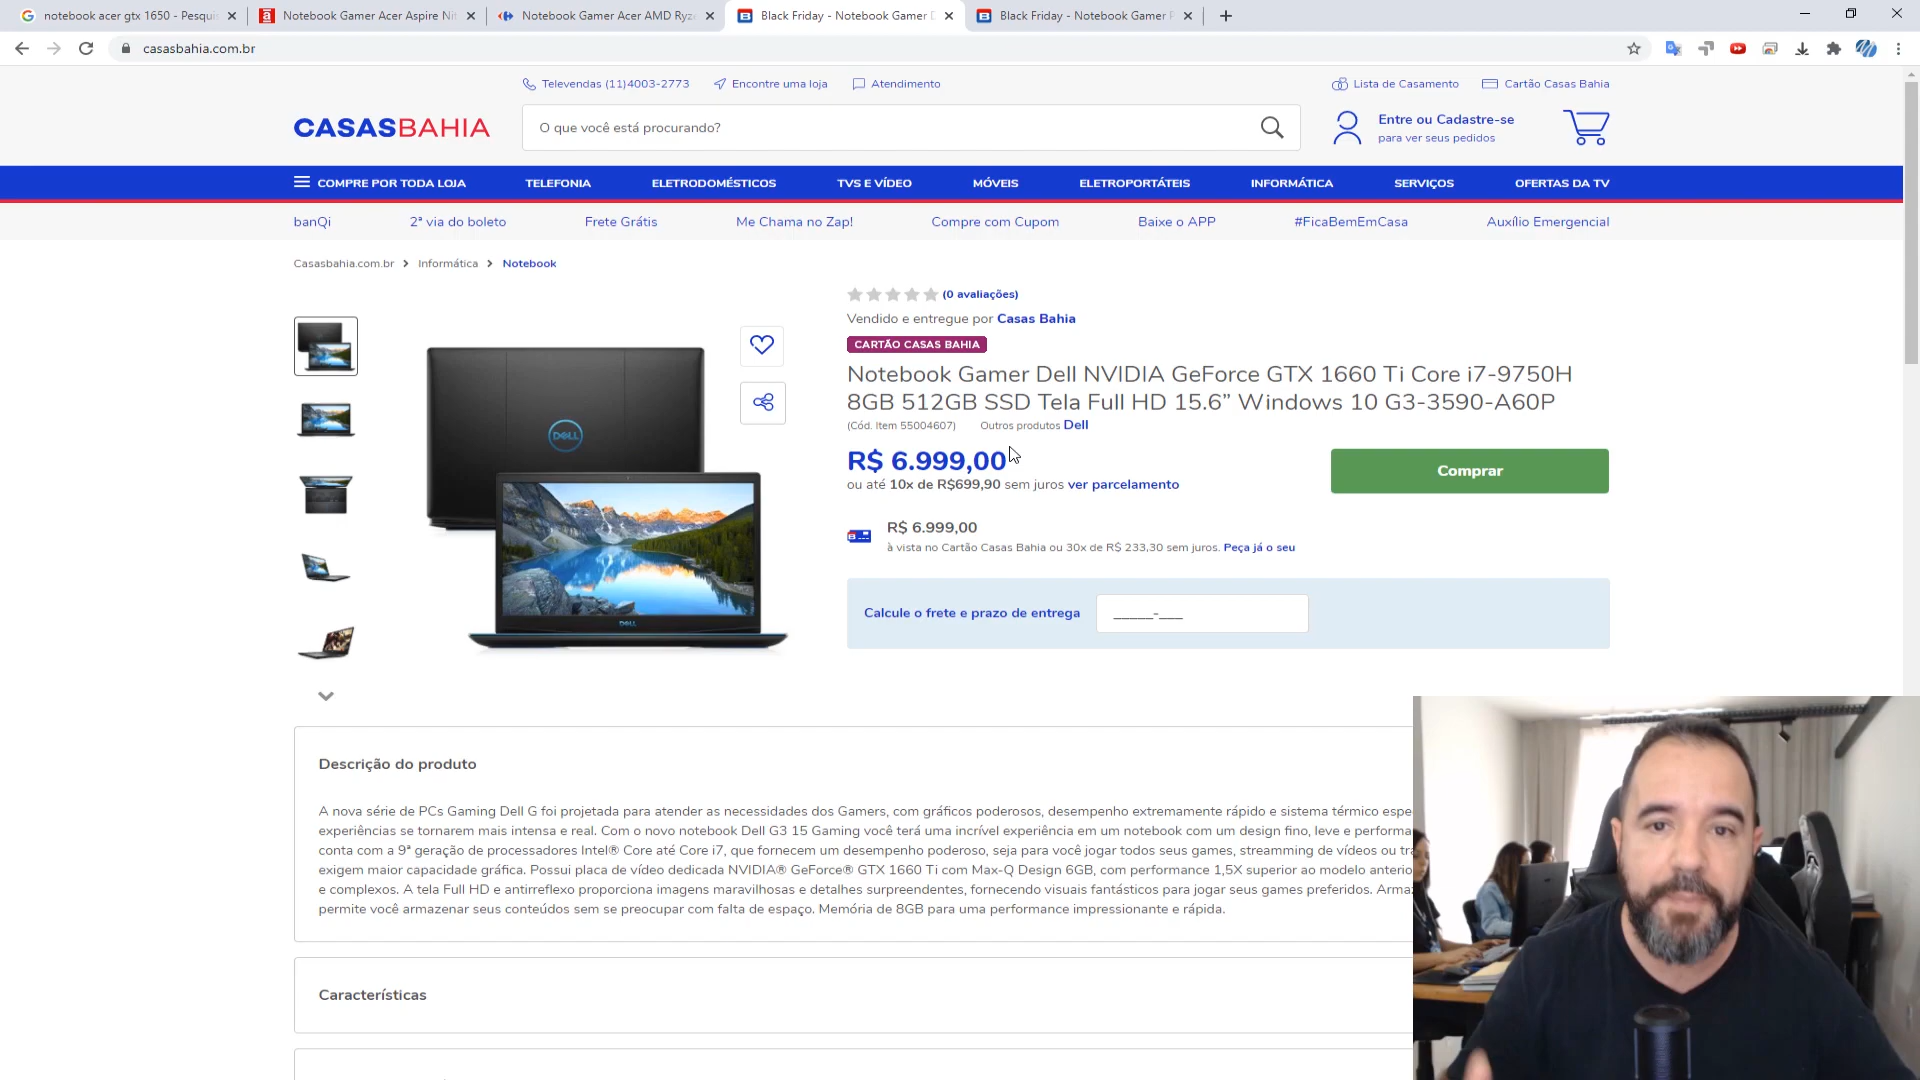 notebook acer gtx 1650 - Pesqui
Notebook Gamer Acer Aspire Nit
Notebook Gamer Acer AMD Ryze
Black Friday - Notebook Gamer D
Black Friday - Notebook Gamer P
casasbahia.com.br
Televendas (11)4003-2773
Encontre uma loja
Atendimento
Lista de Casamento
Cartão Casas Bahia
CASASBAHIA
O que você está procurando?
Entre ou Cadastre-se
para ver seus pedidos
COMPRE POR TODA LOJA
TELEFONIA
ELETRODOMÉSTICOS
TVS E VÍDEO
MÓVEIS
ELETROPORTÁTEIS
INFORMÁTICA
SERVIÇOS
OFERTAS DA TV
banQi
2ª via do boleto
Frete Grátis
Me Chama no Zap!
Compre com Cupom
Baixe o APP
#FicaBemEmCasa
Auxílio Emergencial
Casasbahia.com.br > Informática > Notebook
(0 avaliações)
Vendido e entregue por Casas Bahia
CARTÃO CASAS BAHIA
Notebook Gamer Dell NVIDIA GeForce GTX 1660 Ti Core i7-9750H
8GB 512GB SSD Tela Full HD 15.6” Windows 10 G3-3590-A60P
(Cód. Item 55004607) Outros produtos Dell
R$ 6.999,00
ou até 10x de R$699,90 sem juros ver parcelamento
Comprar
R$ 6.999,00
à vista no Cartão Casas Bahia ou 30x de R$ 233,30 sem juros. Peça já o seu
Calcule o frete e prazo de entrega
_____-___
DELL
DELL
Descrição do produto
A nova série de PCs Gaming Dell G foi projetada para atender as necessidades dos Gamers, com gráficos poderosos, desempenho extremamente rápido e sistema térmico espe
experiências se tornarem mais intensa e real. Com o novo notebook Dell G3 15 Gaming você terá uma incrível experiência em um notebook com um design fino, leve e performa
conta com a 9ª geração de processadores Intel® Core até Core i7, que fornecem um desempenho poderoso, seja para você jogar todos seus games, streamming de vídeos ou tra
exigem maior capacidade gráfica. Possui placa de vídeo dedicada NVIDIA® GeForce® GTX 1660 Ti com Max-Q Design 6GB, com performance 1,5X superior ao modelo anterio
e complexos. A tela Full HD e antirreflexo proporciona imagens maravilhosas e detalhes surpreendentes, fornecendo visuais fantásticos para jogar seus games preferidos. Arma
permite você armazenar seus conteúdos sem se preocupar com falta de espaço. Memória de 8GB para uma performance impressionante e rápida.
Características